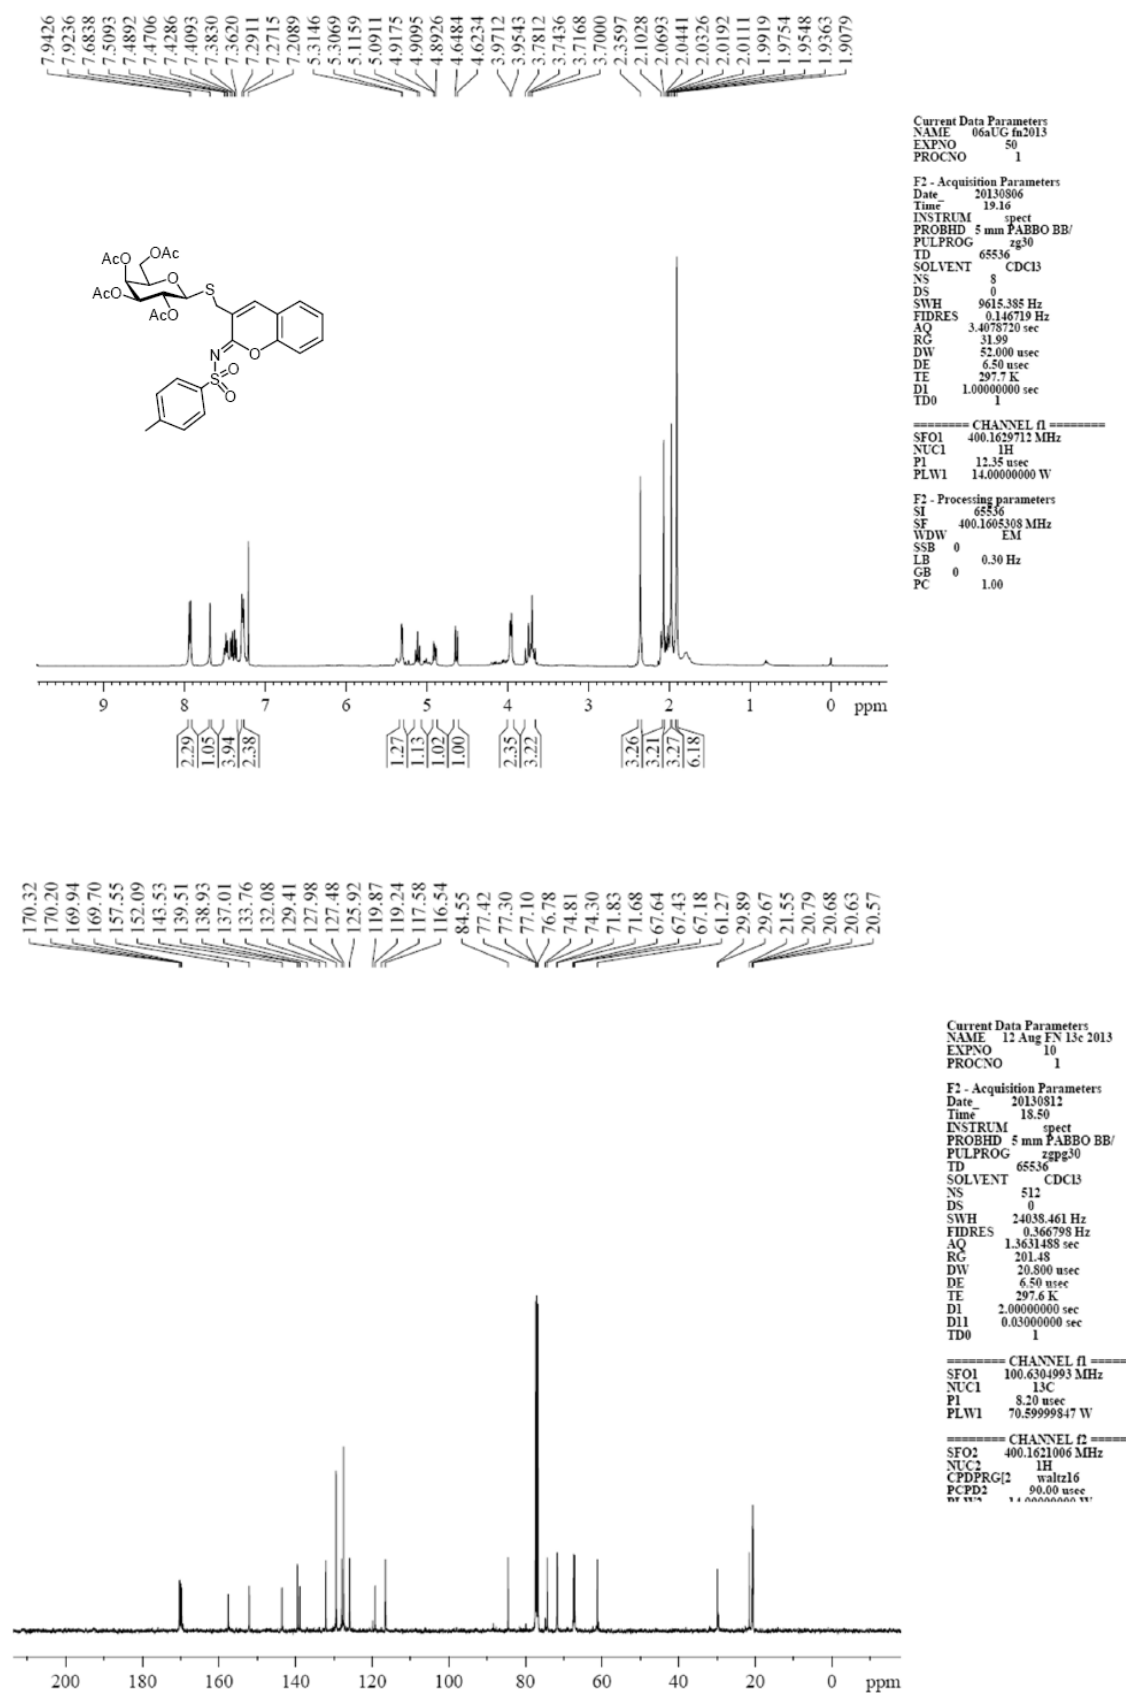 7.9426
7.9236
7.6838
7.5093
7.4892
7.4706
7.4286
7.4093
7.3830
7.3620
7.2911
7.2715
7.2089
5.3146
5.3069
5.1159
5.0911
4.9175
4.9095
4.8926
4.6484
4.6234
3.9712
3.9543
3.7812
3.7436
3.7168
3.7000
2.3597
2.1028
2.0693
2.0441
2.0326
2.0192
2.0111
1.9919
1.9754
1.9548
1.9363
1.9079
Current Data Parameters
NAME 06aUG fn2013
EXPNO 50
PROCNO 1
F2 - Acquisition Parameters
Date_ 20130806
Time 19.16
INSTRUM spect
PROBHD 5 mm PABBO BB/
PULPROG zg30
TD 65536
SOLVENT CDCl3
NS 8
DS 0
SWH 9615.385 Hz
FIDRES 0.146719 Hz
AQ 3.4078720 sec
RG 31.99
DW 52.000 usec
DE 6.50 usec
TE 297.7 K
D1 1.00000000 sec
TD0 1
======== CHANNEL f1 ========
SFO1 400.1629712 MHz
NUC1 1H
P1 12.35 usec
PLW1 14.00000000 W
F2 - Processing parameters
SI 65536
SF 400.1605308 MHz
WDW EM
SSB 0
LB 0.30 Hz
GB 0
PC 1.00
AcO OAc
O
AcO S
AcO
N O
S O
O
9 8 7 6 5 4 3 2 1 0 ppm
2.29
1.05
3.94
2.38
1.27
1.13
1.02
1.00
2.35
3.22
3.26
3.21
3.27
6.18
170.32
170.20
169.94
169.70
157.55
152.09
143.53
139.51
138.93
137.01
133.76
132.08
129.41
127.98
127.48
125.92
119.87
119.24
117.58
116.54
84.55
77.42
77.30
77.10
76.78
74.81
74.30
71.83
71.68
67.64
67.43
67.18
61.27
29.89
29.67
21.55
20.79
20.68
20.63
20.57
Current Data Parameters
NAME 12 Aug FN 13c 2013
EXPNO 10
PROCNO 1
F2 - Acquisition Parameters
Date_ 20130812
Time 18.50
INSTRUM spect
PROBHD 5 mm PABBO BB/
PULPROG zgpg30
TD 65536
SOLVENT CDCl3
NS 512
DS 0
SWH 24038.461 Hz
FIDRES 0.366798 Hz
AQ 1.3631488 sec
RG 201.48
DW 20.800 usec
DE 6.50 usec
TE 297.6 K
D1 2.00000000 sec
D11 0.03000000 sec
TD0 1
======== CHANNEL f1 =====
SFO1 100.6304993 MHz
NUC1 13C
P1 8.20 usec
PLW1 70.59999847 W
======== CHANNEL f2 =====
SFO2 400.1621006 MHz
NUC2 1H
CPDPRG[2 waltz16
PCPD2 90.00 usec
200 180 160 140 120 100 80 60 40 20 0 ppm